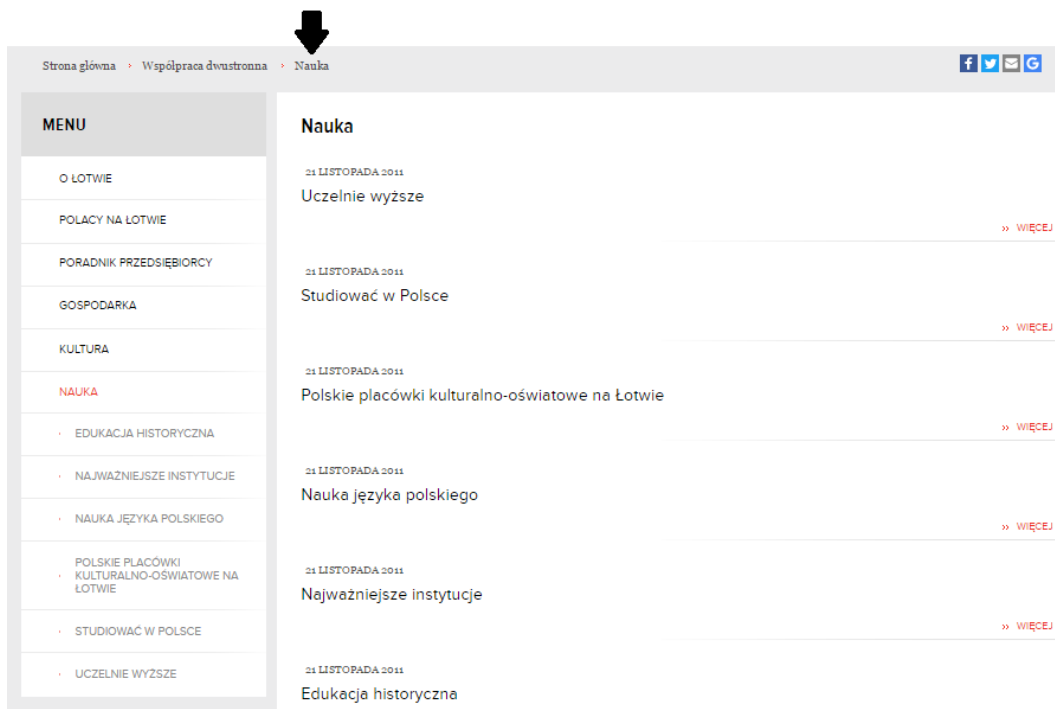 Strona główna › Współpraca dwustronna › Nauka
MENU
O ŁOTWIE
POLACY NA ŁOTWIE
PORADNIK PRZEDSIĘBIORCY
GOSPODARKA
KULTURA
NAUKA
· EDUKACJA HISTORYCZNA
· NAJWAŻNIEJSZE INSTYTUCJE
· NAUKA JĘZYKA POLSKIEGO
· POLSKIE PLACÓWKI
KULTURALNO-OŚWIATOWE NA
ŁOTWIE
· STUDIOWAĆ W POLSCE
· UCZELNIE WYŻSZE
Nauka
21 LISTOPADA 2011
Uczelnie wyższe
›› WIĘCEJ
21 LISTOPADA 2011
Studiować w Polsce
›› WIĘCEJ
21 LISTOPADA 2011
Polskie placówki kulturalno-oświatowe na Łotwie
›› WIĘCEJ
21 LISTOPADA 2011
Nauka języka polskiego
›› WIĘCEJ
21 LISTOPADA 2011
Najważniejsze instytucje
›› WIĘCEJ
21 LISTOPADA 2011
Edukacja historyczna